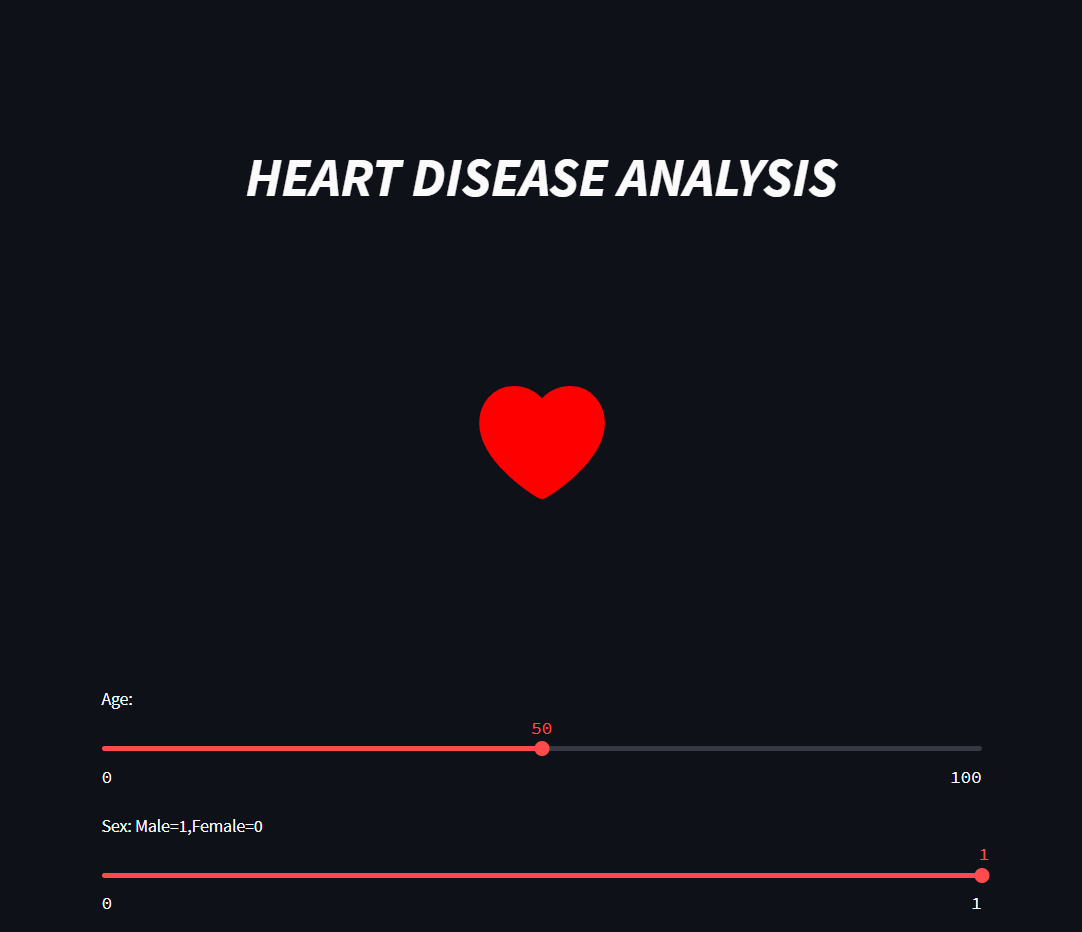 HEART DISEASE ANALYSIS
Age:
50
0 100
Sex: Male=1,Female=0
1
0 1